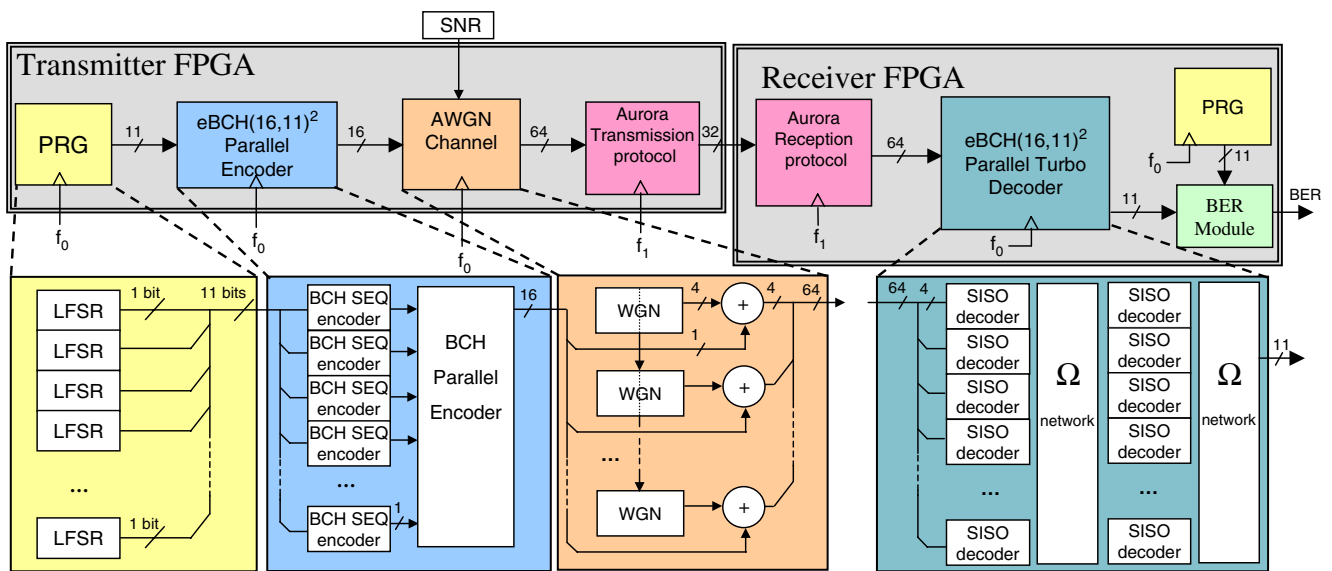 SNR
Transmitter FPGA
PRG
11
eBCH(16,11)²
Parallel
Encoder
16
AWGN
Channel
64
Aurora
Transmission
protocol
32
f0
f0
f0
f1
Receiver FPGA
Aurora
Reception
protocol
64
eBCH(16,11)²
Parallel Turbo
Decoder
11
PRG
f0
11
BER
Module
BER
f1
f0
1 bit
11 bits
LFSR
LFSR
LFSR
LFSR
...
LFSR
1 bit
BCH SEQ
encoder
BCH SEQ
encoder
BCH SEQ
encoder
BCH SEQ
encoder
...
BCH SEQ
encoder
1
BCH
Parallel
Encoder
16
WGN
4
+
4
64
1
WGN
+
...
WGN
+
64
4
SISO
decoder
SISO
decoder
SISO
decoder
SISO
decoder
...
SISO
decoder
Ω
network
SISO
decoder
SISO
decoder
SISO
decoder
SISO
decoder
...
SISO
decoder
Ω
network
11